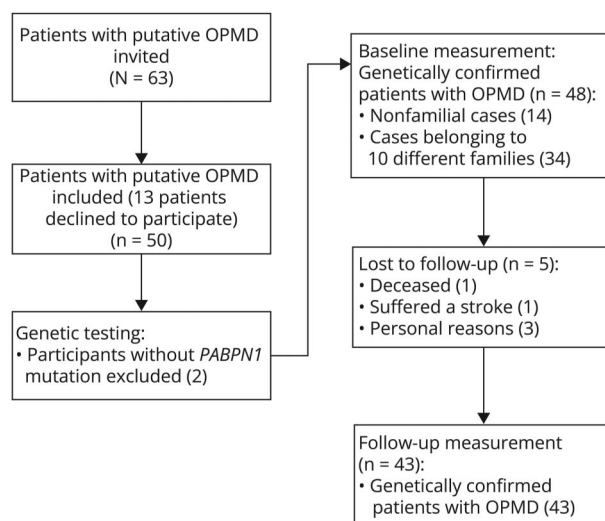 Patients with putative OPMD
invited
(N = 63)
Patients with putative OPMD
included (13 patients
declined to participate)
(n = 50)
Genetic testing:
• Participants without PABPN1
mutation excluded (2)
Baseline measurement:
Genetically confirmed
patients with OPMD (n = 48):
• Nonfamilial cases (14)
• Cases belonging to
10 different families (34)
Lost to follow-up (n = 5):
• Deceased (1)
• Suffered a stroke (1)
• Personal reasons (3)
Follow-up measurement
(n = 43):
• Genetically confirmed
patients with OPMD (43)